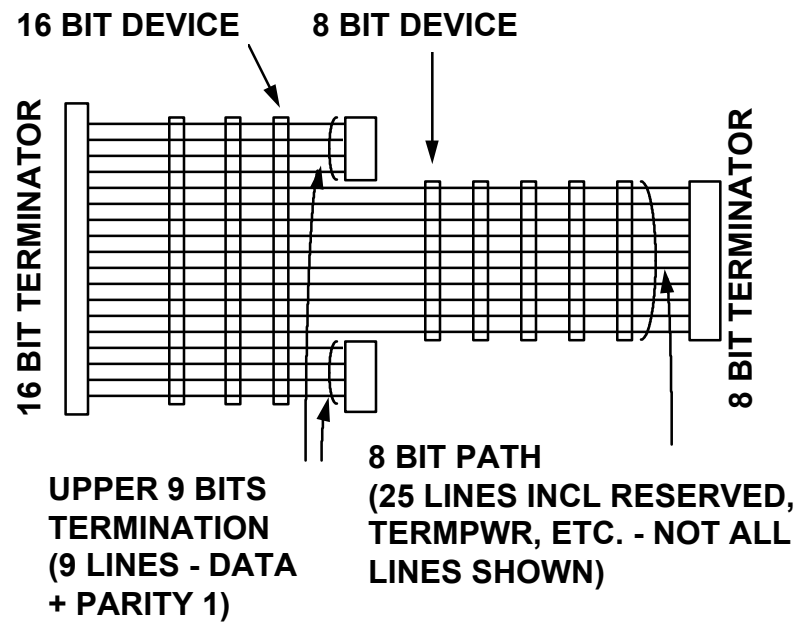 16 BIT DEVICE
8 BIT DEVICE
16 BIT TERMINATOR
8 BIT TERMINATOR
UPPER 9 BITS
TERMINATION
(9 LINES - DATA
+ PARITY 1)
8 BIT PATH
(25 LINES INCL RESERVED,
TERMPWR, ETC. - NOT ALL
LINES SHOWN)